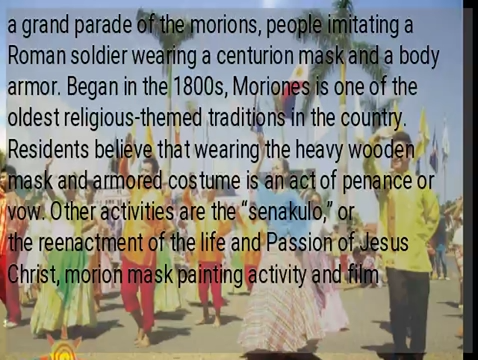 a grand parade of the morions, people imitating a
Roman soldier wearing a centurion mask and a body
armor. Began in the 1800s, Moriones is one of the
oldest religious-themed traditions in the country.
Residents believe that wearing the heavy wooden
mask and armored costume is an act of penance or
vow. Other activities are the “senakulo,” or
the reenactment of the life and Passion of Jesus
Christ, morion mask painting activity and film